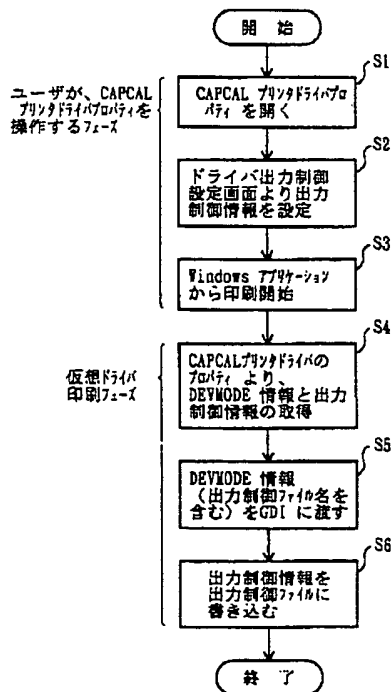 開 始
S1
ユーザが、CAPCAL
プリンタドライバプロパティを
操作するフェーズ
CAPCAL プリンタドライバプロ
パティ を開く
S2
ドライバ出力制御
設定画面より出力
制御情報を設定
S3
Windows アプリケーション
から印刷開始
S4
仮想ドライバ
印刷フェーズ
CAPCALプリンタドライバの
プロパティ より、
DEVMODE 情報と出力
制御情報の取得
S5
DEVMODE 情報
(出力制御ファイル名を
含む)をGDI に渡す
S6
出力制御情報を
出力制御ファイルに
書き込む
終 了